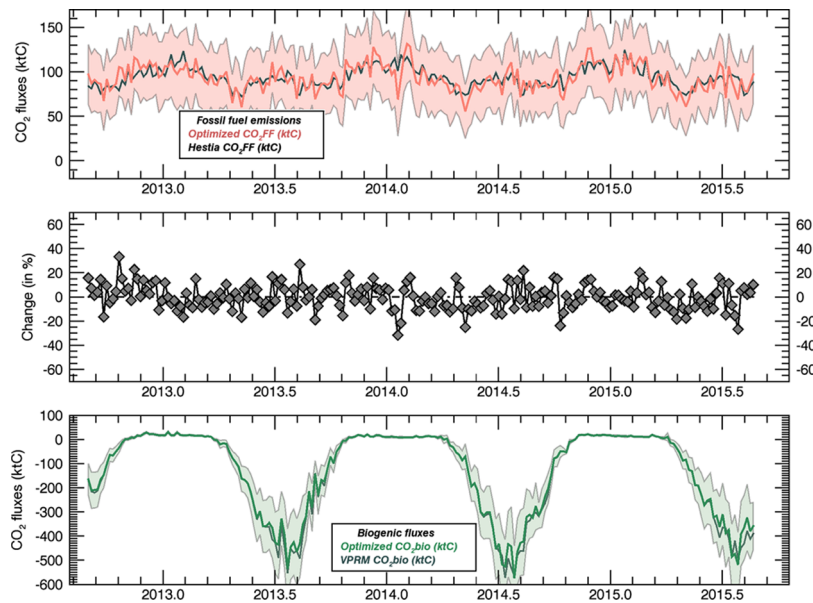 150
100
50
0
CO₂ fluxes (ktC)
Fossil fuel emissions
Optimized CO₂FF (ktC)
Hestia CO₂FF (ktC)
2013.0 2013.5 2014.0 2014.5 2015.0 2015.5
60 60
40 40
20 20
0 0
-20 -20
-40 -40
-60 -60
Change (in %)
2013.0 2013.5 2014.0 2014.5 2015.0 2015.5
100
0
-100
-200
-300
-400
-500
-600
CO₂ fluxes (ktC)
Biogenic fluxes
Optimized CO₂bio (ktC)
VPRM CO₂bio (ktC)
2013.0 2013.5 2014.0 2014.5 2015.0 2015.5